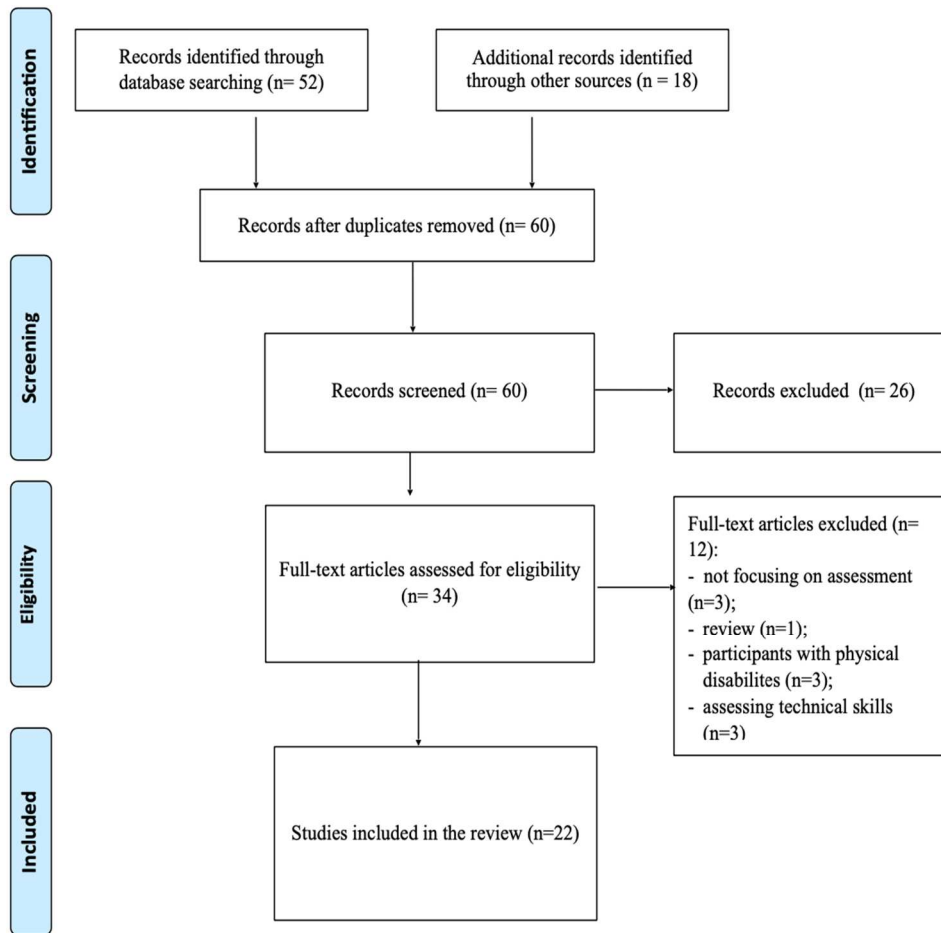 Identification
Records identified through
database searching (n= 52)
Additional records identified
through other sources (n = 18)
Records after duplicates removed (n= 60)
Screening
Records screened (n= 60)
Records excluded  (n= 26)
Eligibility
Full-text articles assessed for eligibility
(n= 34)
Full-text articles excluded (n=
12):
- not focusing on assessment
(n=3);
- review (n=1);
- participants with physical
disabilites (n=3);
- assessing technical skills
(n=3)
Included
Studies included in the review (n=22)